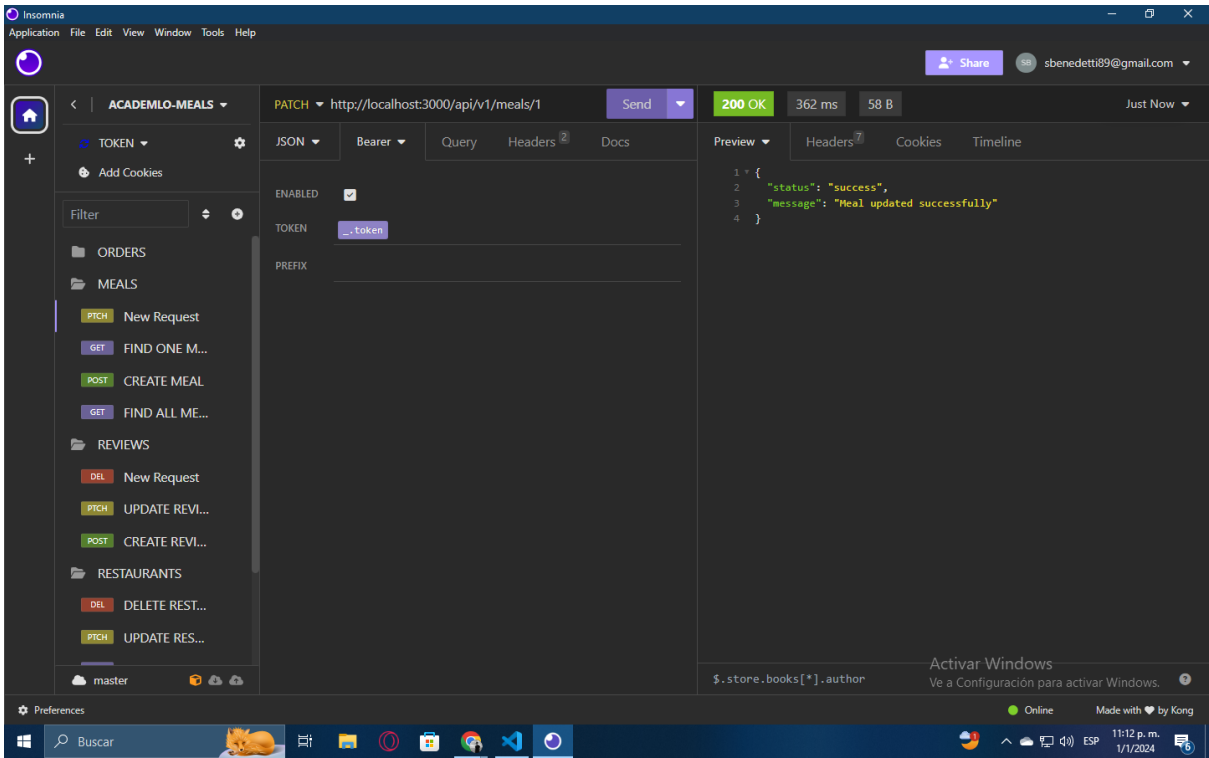 Insomnia
Application File Edit View Window Tools Help
Share
SB
sbenedetti89@gmail.com
ACADEMLO-MEALS
PATCH http://localhost:3000/api/v1/meals/1 Send
200 OK 362 ms 58 B Just Now
TOKEN
JSON Bearer Query Headers 2 Docs
Preview Headers 7 Cookies Timeline
Add Cookies
Filter
ENABLED
TOKEN _.token
PREFIX
1 {
2 "status": "success",
3 "message": "Meal updated successfully"
4 }
ORDERS
MEALS
PTCH New Request
GET FIND ONE M...
POST CREATE MEAL
GET FIND ALL ME...
REVIEWS
DEL New Request
PTCH UPDATE REVI...
POST CREATE REVI...
RESTAURANTS
DEL DELETE REST...
PTCH UPDATE RES...
master
$.store.books[*].author
Activar Windows
Ve a Configuración para activar Windows.
Preferences
Online
Made with ♥ by Kong
Buscar
ESP
11:12 p. m.
1/1/2024
6